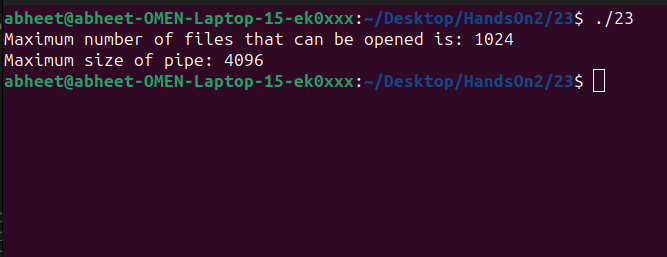 abheet@abheet-OMEN-Laptop-15-ek0xxx:~/Desktop/HandsOn2/23$ ./23
Maximum number of files that can be opened is: 1024
Maximum size of pipe: 4096
abheet@abheet-OMEN-Laptop-15-ek0xxx:~/Desktop/HandsOn2/23$